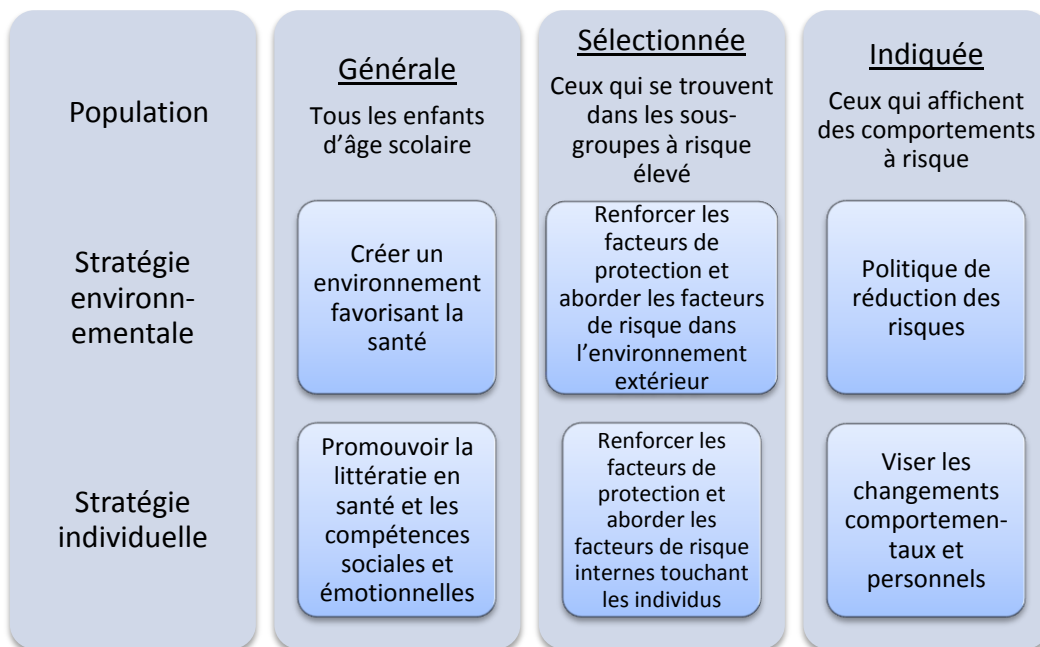 Population
Générale
Tous les enfants
d’âge scolaire
Sélectionnée
Ceux qui se trouvent
dans les sous-
groupes à risque
élevé
Indiquée
Ceux qui affichent
des comportements
à risque
Stratégie
environn-
ementale
Créer un
environnement
favorisant la
santé
Renforcer les
facteurs de
protection et
aborder les facteurs
de risque dans
l’environnement
extérieur
Politique de
réduction des
risques
Stratégie
individuelle
Promouvoir la
littératie en
santé et les
compétences
sociales et
émotionnelles
Renforcer les
facteurs de
protection et
aborder les
facteurs de risque
internes touchant
les individus
Viser les
changements
comportemen-
taux et
personnels